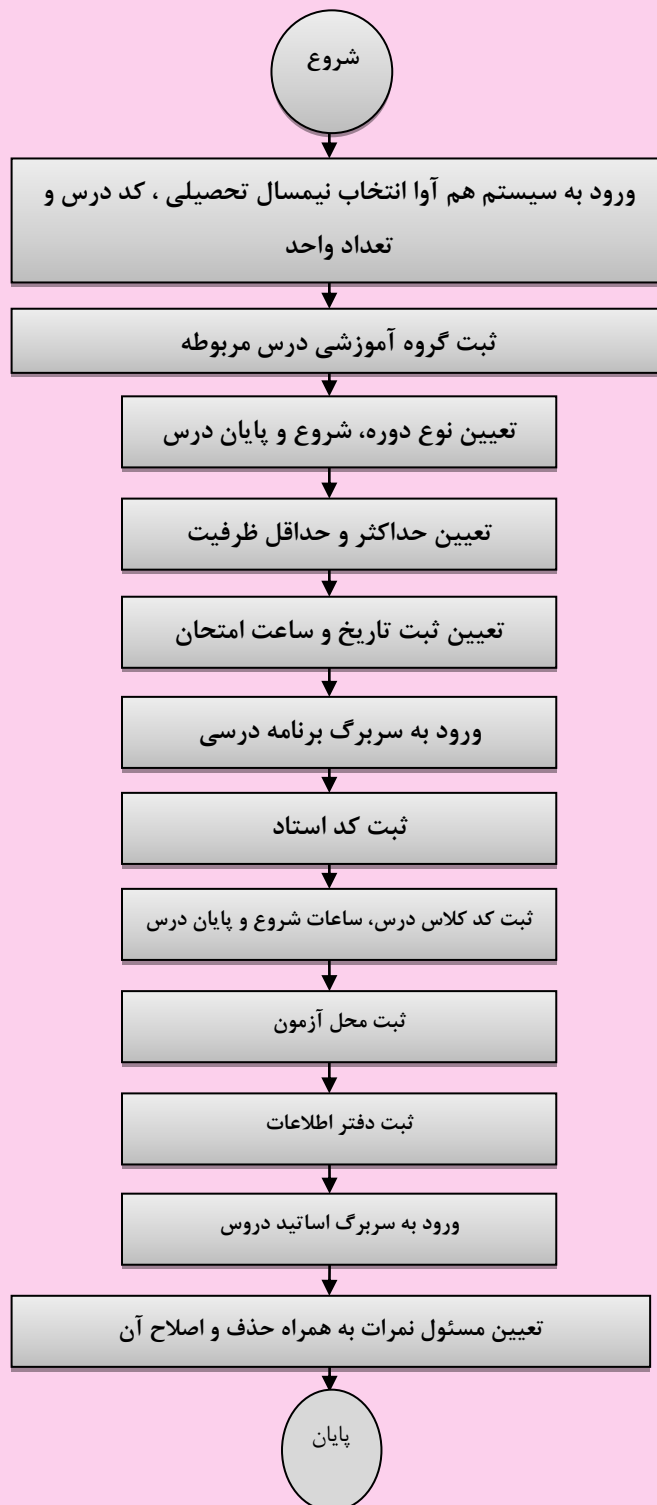 شروع
ورود به سیستم هم آوا انتخاب نیمسال تحصیلی ، کد درس و
تعداد واحد
ثبت گروه آموزشی درس مربوطه
تعیین نوع دوره، شروع و پایان درس
تعیین حداکثر و حداقل ظرفیت
تعیین ثبت تاریخ و ساعت امتحان
ورود به سربرگ برنامه درسی
ثبت کد استاد
ثبت کد کلاس درس، ساعات شروع و پایان درس
ثبت محل آزمون
ثبت دفتر اطلاعات
ورود به سربرگ اساتید دروس
تعیین مسئول نمرات به همراه حذف و اصلاح آن
پایان